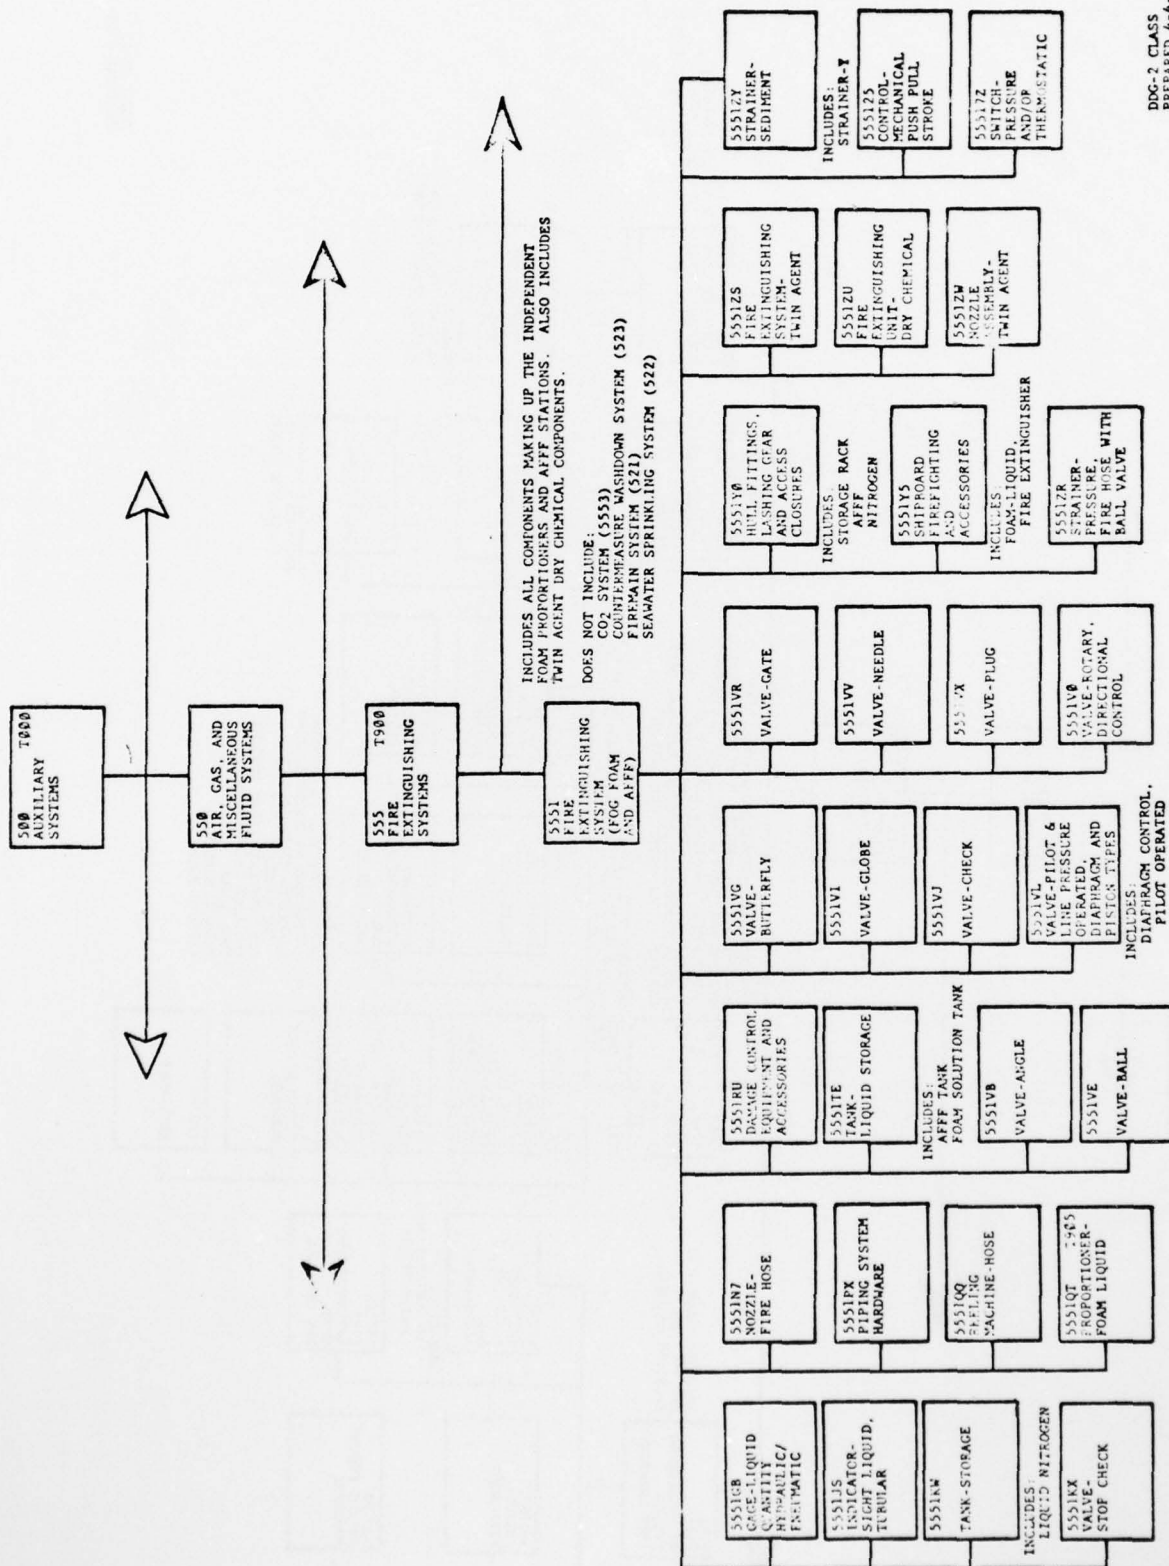 500 T000
AUXILIARY
SYSTEMS
550
AIR, GAS, AND
MISCELLANEOUS
FLUID SYSTEMS
555 T900
FIRE
EXTINGUISHING
SYSTEMS
INCLUDES ALL COMPONENTS MAKING UP THE INDEPENDENT
FOAM PROPORTIONERS AND AFFF STATIONS. ALSO INCLUDES
TWIN AGENT DRY CHEMICAL COMPONENTS.
DOES NOT INCLUDE:
CO2 SYSTEM (5553)
COUNTERMEASURE WASHDOWN SYSTEM (523)
FIREMAIN SYSTEM (521)
SEAWATER SPRINKLING SYSTEM (522)
5551
FIRE
EXTINGUISHING
SYSTEM
(FOG FOAM
AND AFFF)
5551GB
GAGE-LIQUID
QUANTITY
HYDRAULIC/
PNEUMATIC
5551JS
INDICATOR-
SIGHT LIQUID,
TUBULAR
5551KW
TANK-STORAGE
INCLUDES:
LIQUID NITROGEN
5551KX
VALVE-
STOP CHECK
5551N7
NOZZLE-
FIRE HOSE
5551PX
PIPING SYSTEM
HARDWARE
5551QQ
REELING
MACHINE-HOSE
5551QT T905
PROPORTIONER-
FOAM LIQUID
5551RU
DAMAGE CONTROL
EQUIPMENT AND
ACCESSORIES
5551TE
TANK-
LIQUID STORAGE
INCLUDES:
AFFF TANK
FOAM SOLUTION TANK
5551VB
VALVE-ANGLE
5551VE
VALVE-BALL
5551VG
VALVE-
BUTTERFLY
5551VI
VALVE-GLOBE
5551VJ
VALVE-CHECK
5551VL
VALVE-PILOT &
LINE PRESSURE
OPERATED,
DIAPHRAGM AND
PISTON TYPES
INCLUDES:
DIAPHRAGM CONTROL,
PILOT OPERATED
5551VR
VALVE-GATE
5551VV
VALVE-NEEDLE
5551VX
VALVE-PLUG
5551V0
VALVE-ROTARY,
DIRECTIONAL
CONTROL
5551Y0
HULL FITTINGS,
LASHING GEAR
AND ACCESS
CLOSURES
INCLUDES:
STORAGE RACK
AFFF
NITROGEN
5551Y5
SHIPBOARD
FIREFIGHTING
AND
ACCESSORIES
INCLUDES:
FOAM-LIQUID,
FIRE EXTINGUISHER
5551ZR
STRAINER-
PRESSURE,
FIRE HOSE WITH
BALL VALVE
5551ZS
FIRE
EXTINGUISHING
SYSTEM-
TWIN AGENT
5551ZU
FIRE
EXTINGUISHING
UNIT-
DRY CHEMICAL
5551ZW
NOZZLE
ASSEMBLY-
TWIN AGENT
5551ZY
STRAINER-
SEDIMENT
INCLUDES:
STRAINER-Y
555125
CONTROL-
MECHANICAL
PUSH PULL
STROKE
55517Z
SWITCH-
PRESSURE
AND/OR
THERMOSTATIC
DDG-2 CLASS
PREPARED